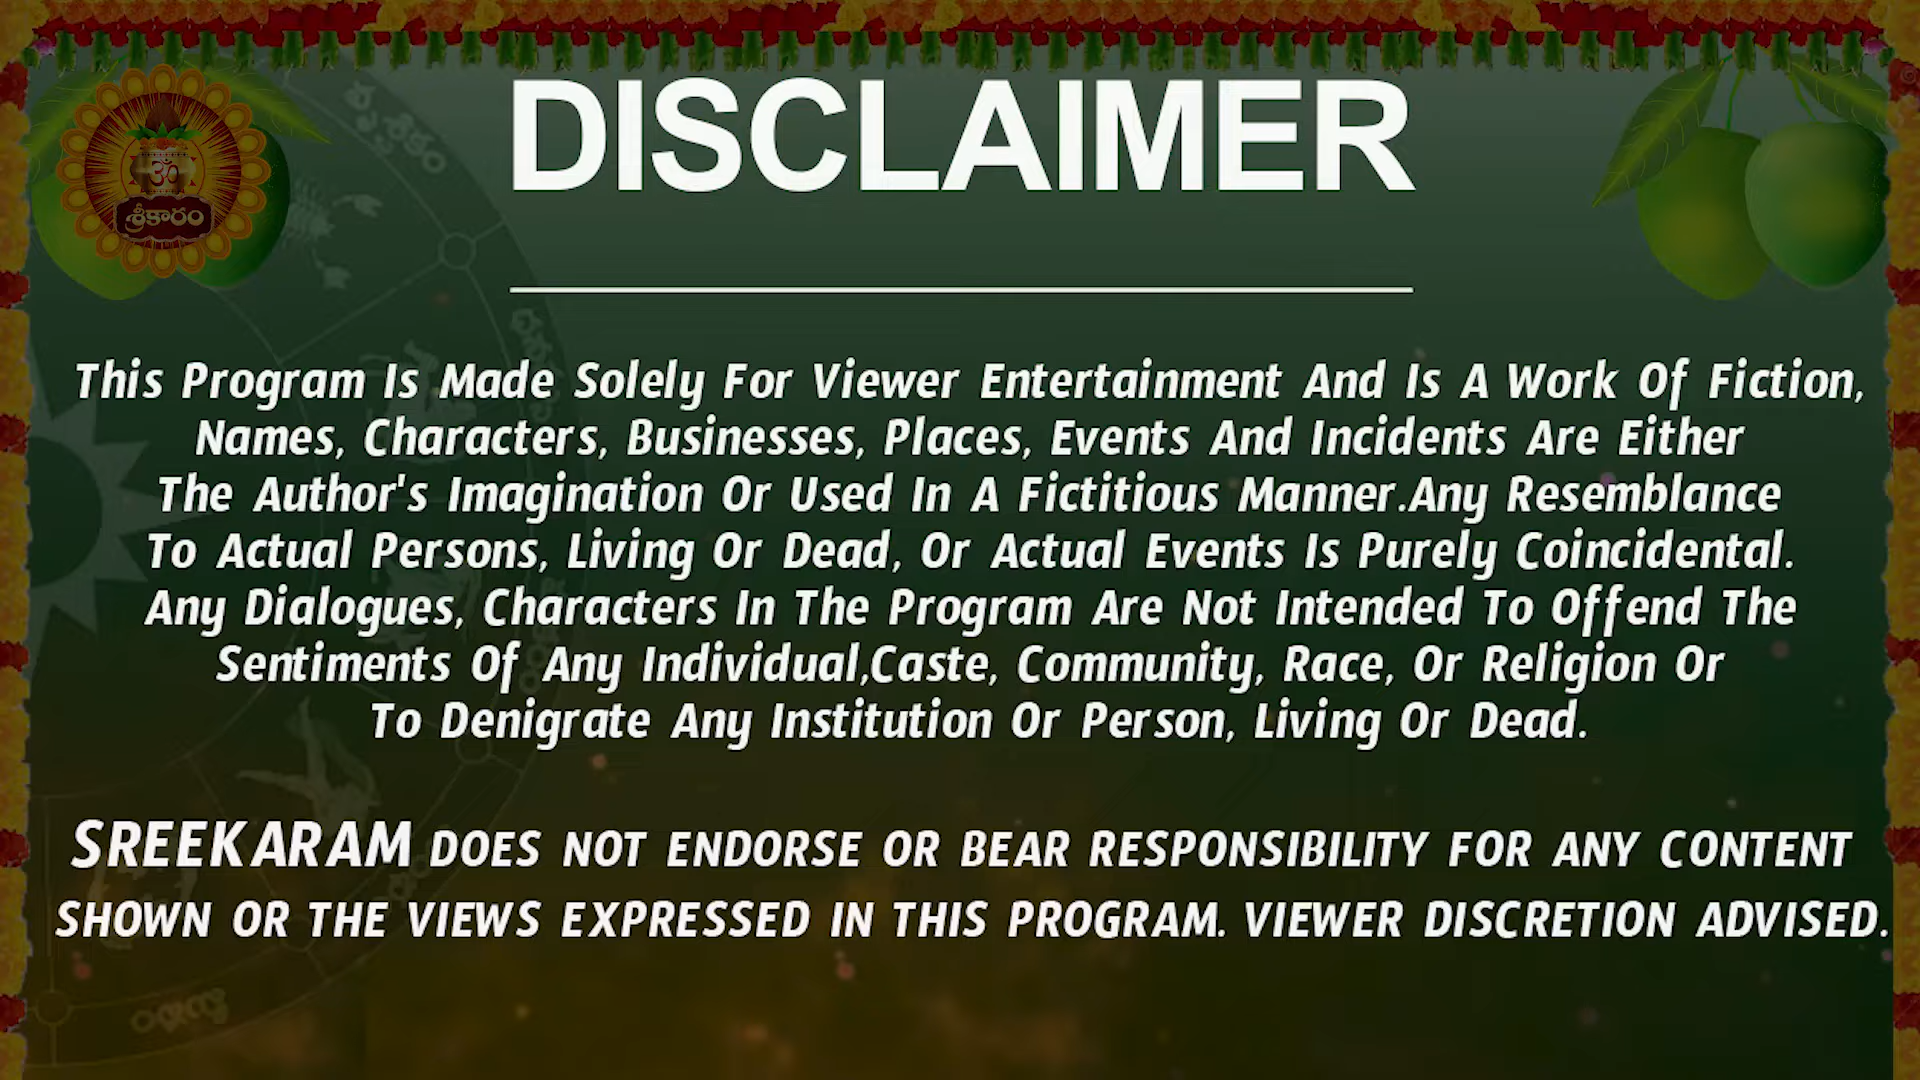 ॐ
శ్రీకారం
DISCLAIMER
This Program Is Made Solely For Viewer Entertainment And Is A Work Of Fiction,
Names, Characters, Businesses, Places, Events And Incidents Are Either
The Author's Imagination Or Used In A Fictitious Manner.Any Resemblance
To Actual Persons, Living Or Dead, Or Actual Events Is Purely Coincidental.
Any Dialogues, Characters In The Program Are Not Intended To Offend The
Sentiments Of Any Individual,Caste, Community, Race, Or Religion Or
To Denigrate Any Institution Or Person, Living Or Dead.
SREEKARAM DOES NOT ENDORSE OR BEAR RESPONSIBILITY FOR ANY CONTENT
SHOWN OR THE VIEWS EXPRESSED IN THIS PROGRAM. VIEWER DISCRETION ADVISED.